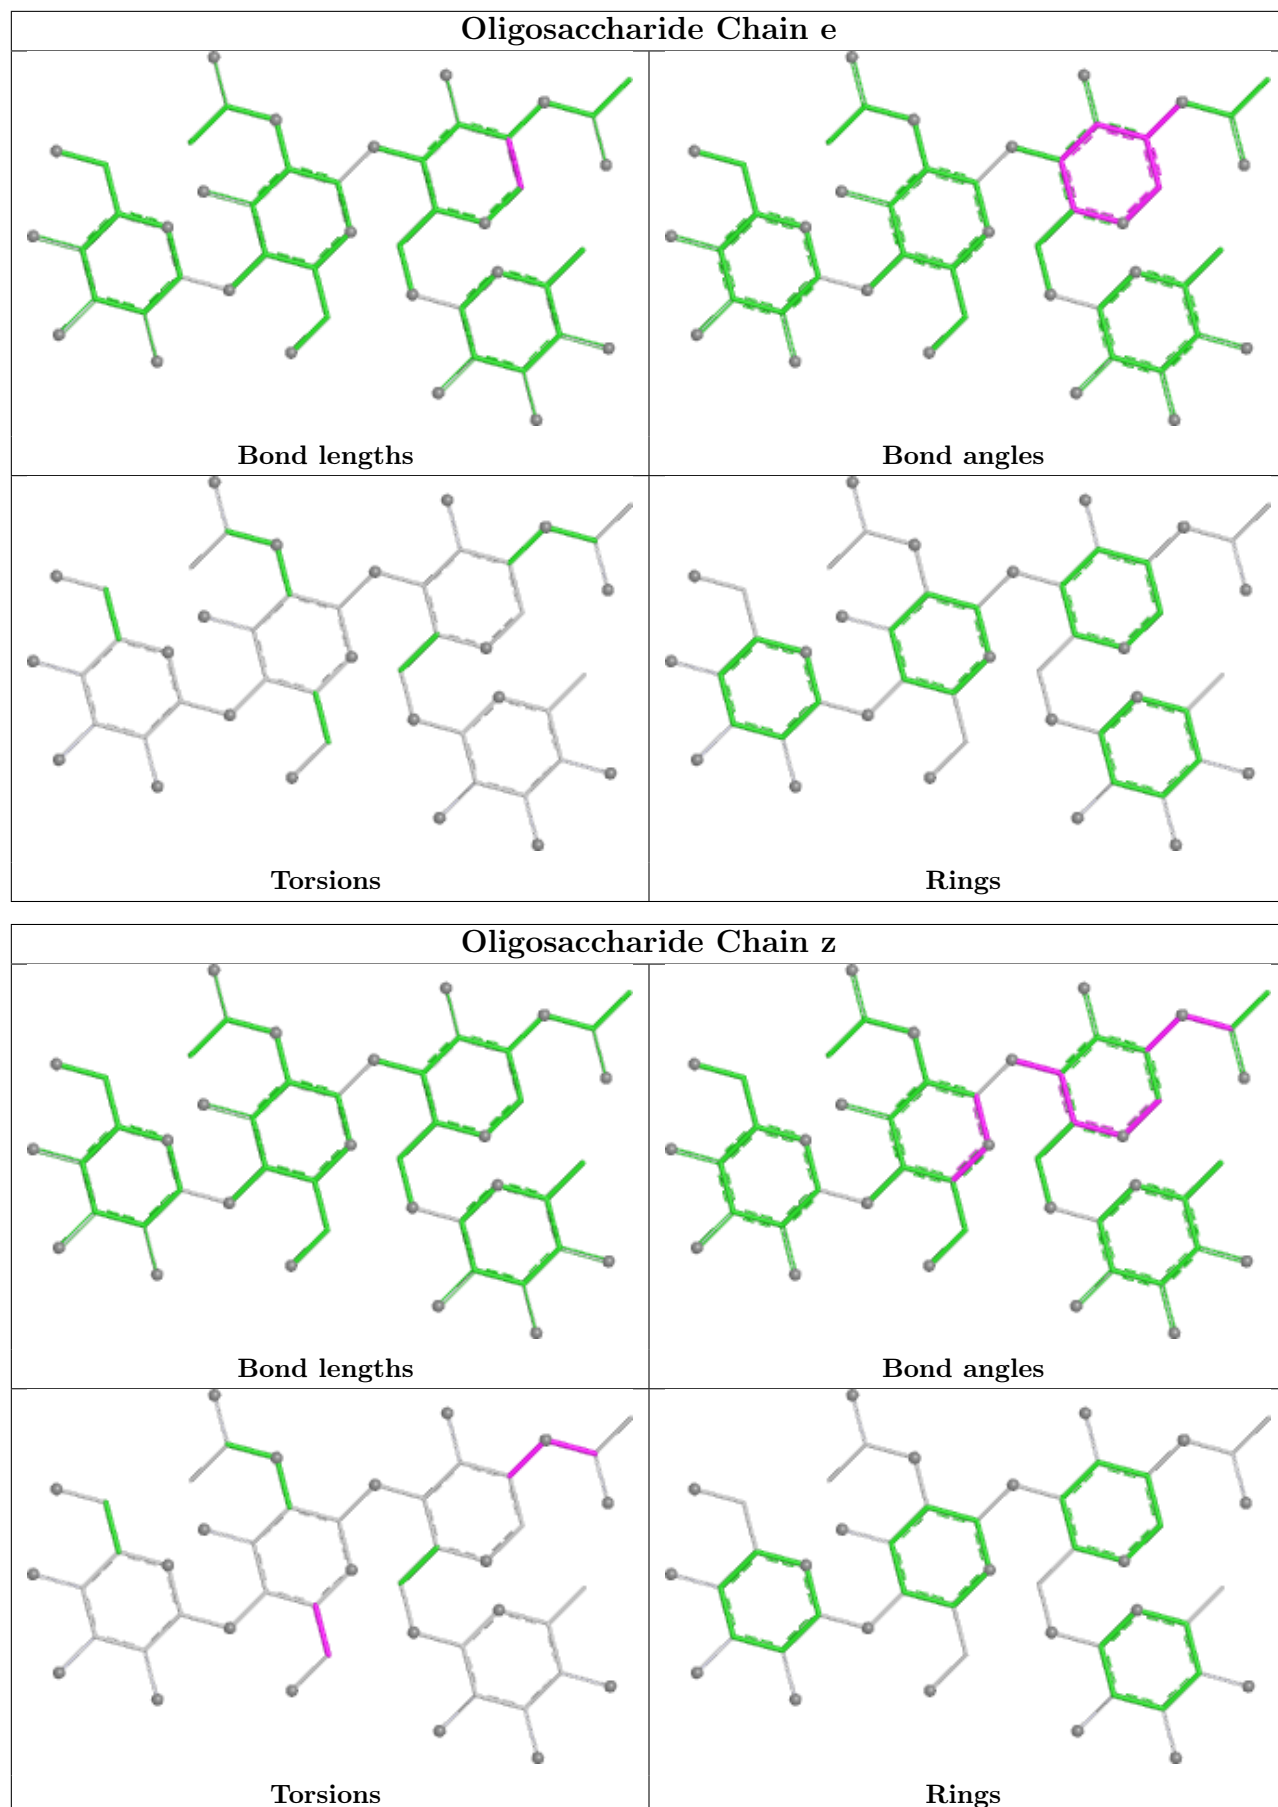 Oligosaccharide Chain e
Bond lengths
Bond angles
Torsions
Rings
Oligosaccharide Chain z
Bond lengths
Bond angles
Torsions
Rings